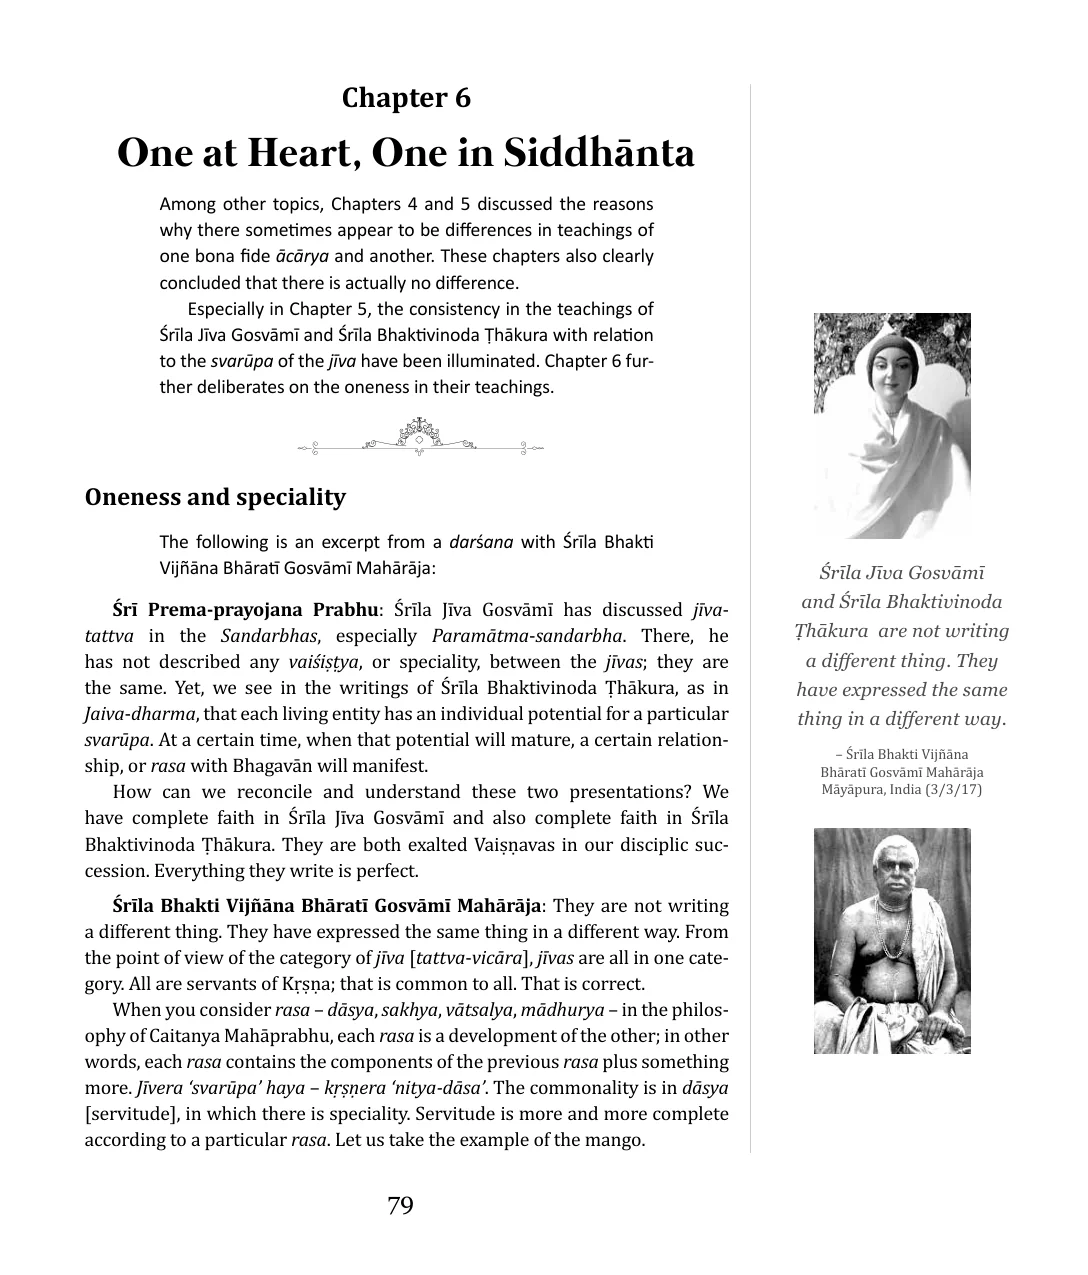 Chapter 6
One at Heart, One in Siddhānta
Among other topics, Chapters 4 and 5 discussed the reasons
why there sometimes appear to be differences in teachings of
one bona fide ācārya and another. These chapters also clearly
concluded that there is actually no difference.
Especially in Chapter 5, the consistency in the teachings of
Śrīla Jīva Gosvāmī and Śrīla Bhaktivinoda Ṭhākura with relation
to the svarūpa of the jīva have been illuminated. Chapter 6 fur-
ther deliberates on the oneness in their teachings.
Oneness and speciality
The following is an excerpt from a darśana with Śrīla Bhakti
Vijñāna Bhāratī Gosvāmī Mahārāja:
Śrī Prema-prayojana Prabhu: Śrīla Jīva Gosvāmī has discussed jīva-
tattva in the Sandarbhas, especially Paramātma-sandarbha. There, he
has not described any vaiśiṣṭya, or speciality, between the jīvas; they are
the same. Yet, we see in the writings of Śrīla Bhaktivinoda Ṭhākura, as in
Jaiva-dharma, that each living entity has an individual potential for a particular
svarūpa. At a certain time, when that potential will mature, a certain relation-
ship, or rasa with Bhagavān will manifest.
How can we reconcile and understand these two presentations? We
have complete faith in Śrīla Jīva Gosvāmī and also complete faith in Śrīla
Bhaktivinoda Ṭhākura. They are both exalted Vaiṣṇavas in our disciplic suc-
cession. Everything they write is perfect.
Śrīla Bhakti Vijñāna Bhāratī Gosvāmī Mahārāja: They are not writing
a different thing. They have expressed the same thing in a different way. From
the point of view of the category of jīva [tattva-vicāra], jīvas are all in one cate-
gory. All are servants of Kṛṣṇa; that is common to all. That is correct.
When you consider rasa – dāsya, sakhya, vātsalya, mādhurya – in the philos-
ophy of Caitanya Mahāprabhu, each rasa is a development of the other; in other
words, each rasa contains the components of the previous rasa plus something
more. Jīvera ‘svarūpa’ haya – kṛṣṇera ‘nitya-dāsa’. The commonality is in dāsya
[servitude], in which there is speciality. Servitude is more and more complete
according to a particular rasa. Let us take the example of the mango.
Śrīla Jīva Gosvāmī
and Śrīla Bhaktivinoda
Ṭhākura are not writing
a different thing. They
have expressed the same
thing in a different way.
– Śrīla Bhakti Vijñāna
Bhāratī Gosvāmī Mahārāja
Māyāpura, India (3/3/17)
79